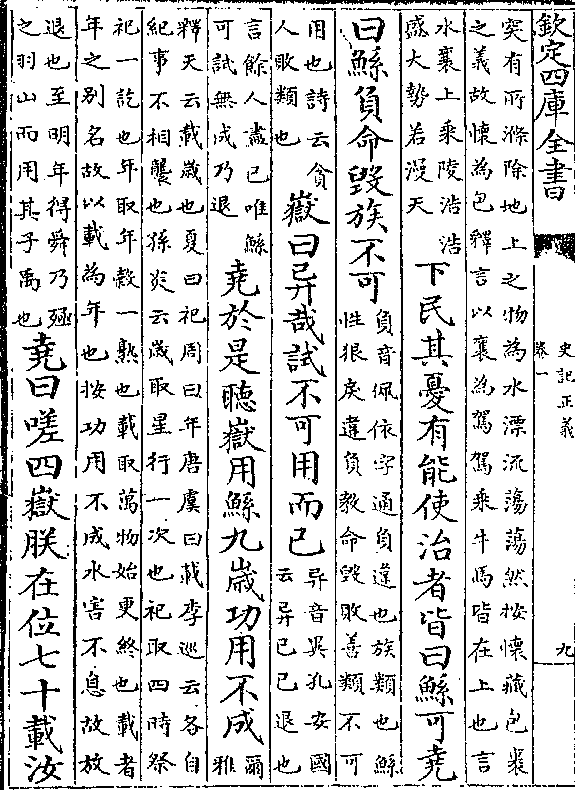 欽定四庫全書
史記正義
卷一
九
突有所滌除地上之物為水漂流蕩蕩然按懷藏包裹
之義故懷為包釋言以襄為駕駕乘牛馬皆在上也言
水襄上乘陵浩浩
盛大勢若漫天
下民其憂有能使治者皆曰鯀可堯
曰鯀負命毀族不可
負音佩依字通負違也族類也鯀
性狠戾違負教命毀敗善類不可
用也詩云貪
人敗類也
嶽曰异哉試不可用而已
异音異孔安國
云异已已退也
言餘人盡已唯鯀
可試無成乃退
堯於是聽嶽用鯀九歲功用不成
爾
雅
釋天云載歲也夏曰祀周曰年唐虞曰載李巡云各自
紀事不相襲也孫炎云歲取星行一次也祀取四時祭
祀一訖也年取年穀一熟也載取萬物始更終也載者
年之別名故以載為年也按功用不成水害不息故放
退也至明年得舜乃殛
之羽山而用其子禹也
堯曰嗟四嶽朕在位七十載汝